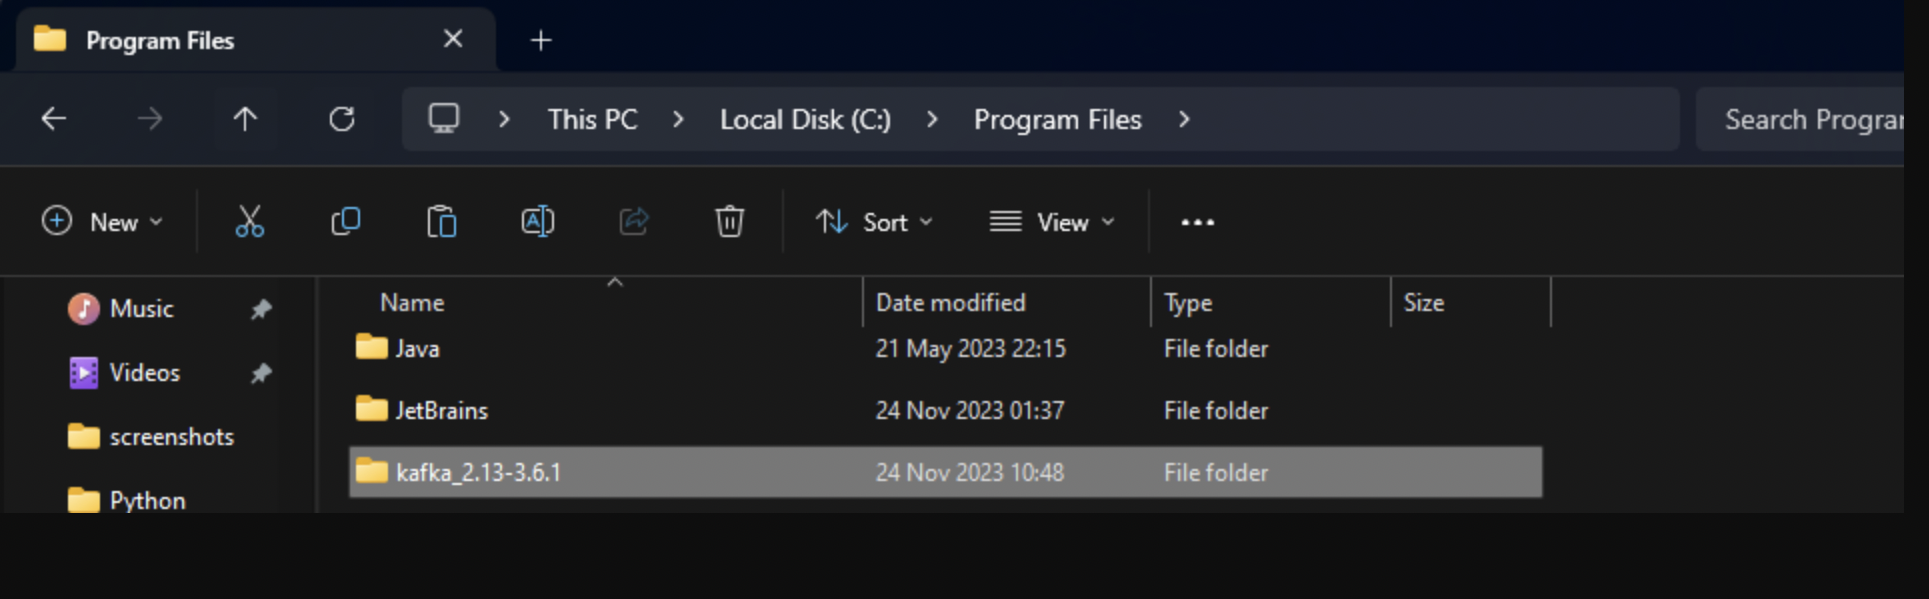 Program Files
This PC > Local Disk (C:) > Program Files >
Search Progra
New Sort View
Music
Videos
screenshots
Python
Name Date modified Type Size
Java 21 May 2023 22:15 File folder
JetBrains 24 Nov 2023 01:37 File folder
kafka_2.13-3.6.1 24 Nov 2023 10:48 File folder